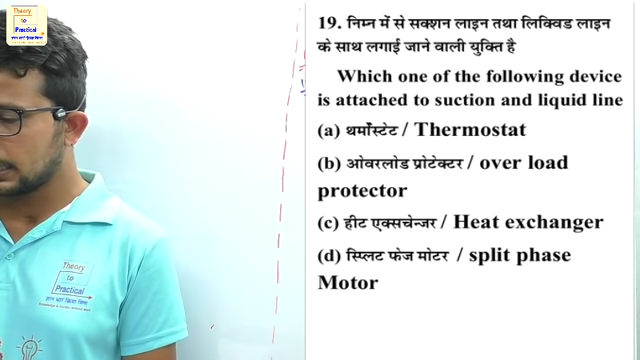 Theory
to
Practical
ज्ञान व्यर्थ क्रिया बिना
19. निम्न में से सक्शन लाइन तथा लिक्विड लाइन
के साथ लगाई जाने वाली युक्ति है
Which one of the following device
is attached to suction and liquid line
(a) थर्मोंस्टेट / Thermostat
(b) ओवरलोड प्रोटेक्टर / over load
protector
(c) हीट एक्सचेन्जर / Heat exchanger
(d) स्प्लिट फेज मोटर / split phase
Motor
Theory
to
Practical
ज्ञान व्यर्थ क्रिया बिना